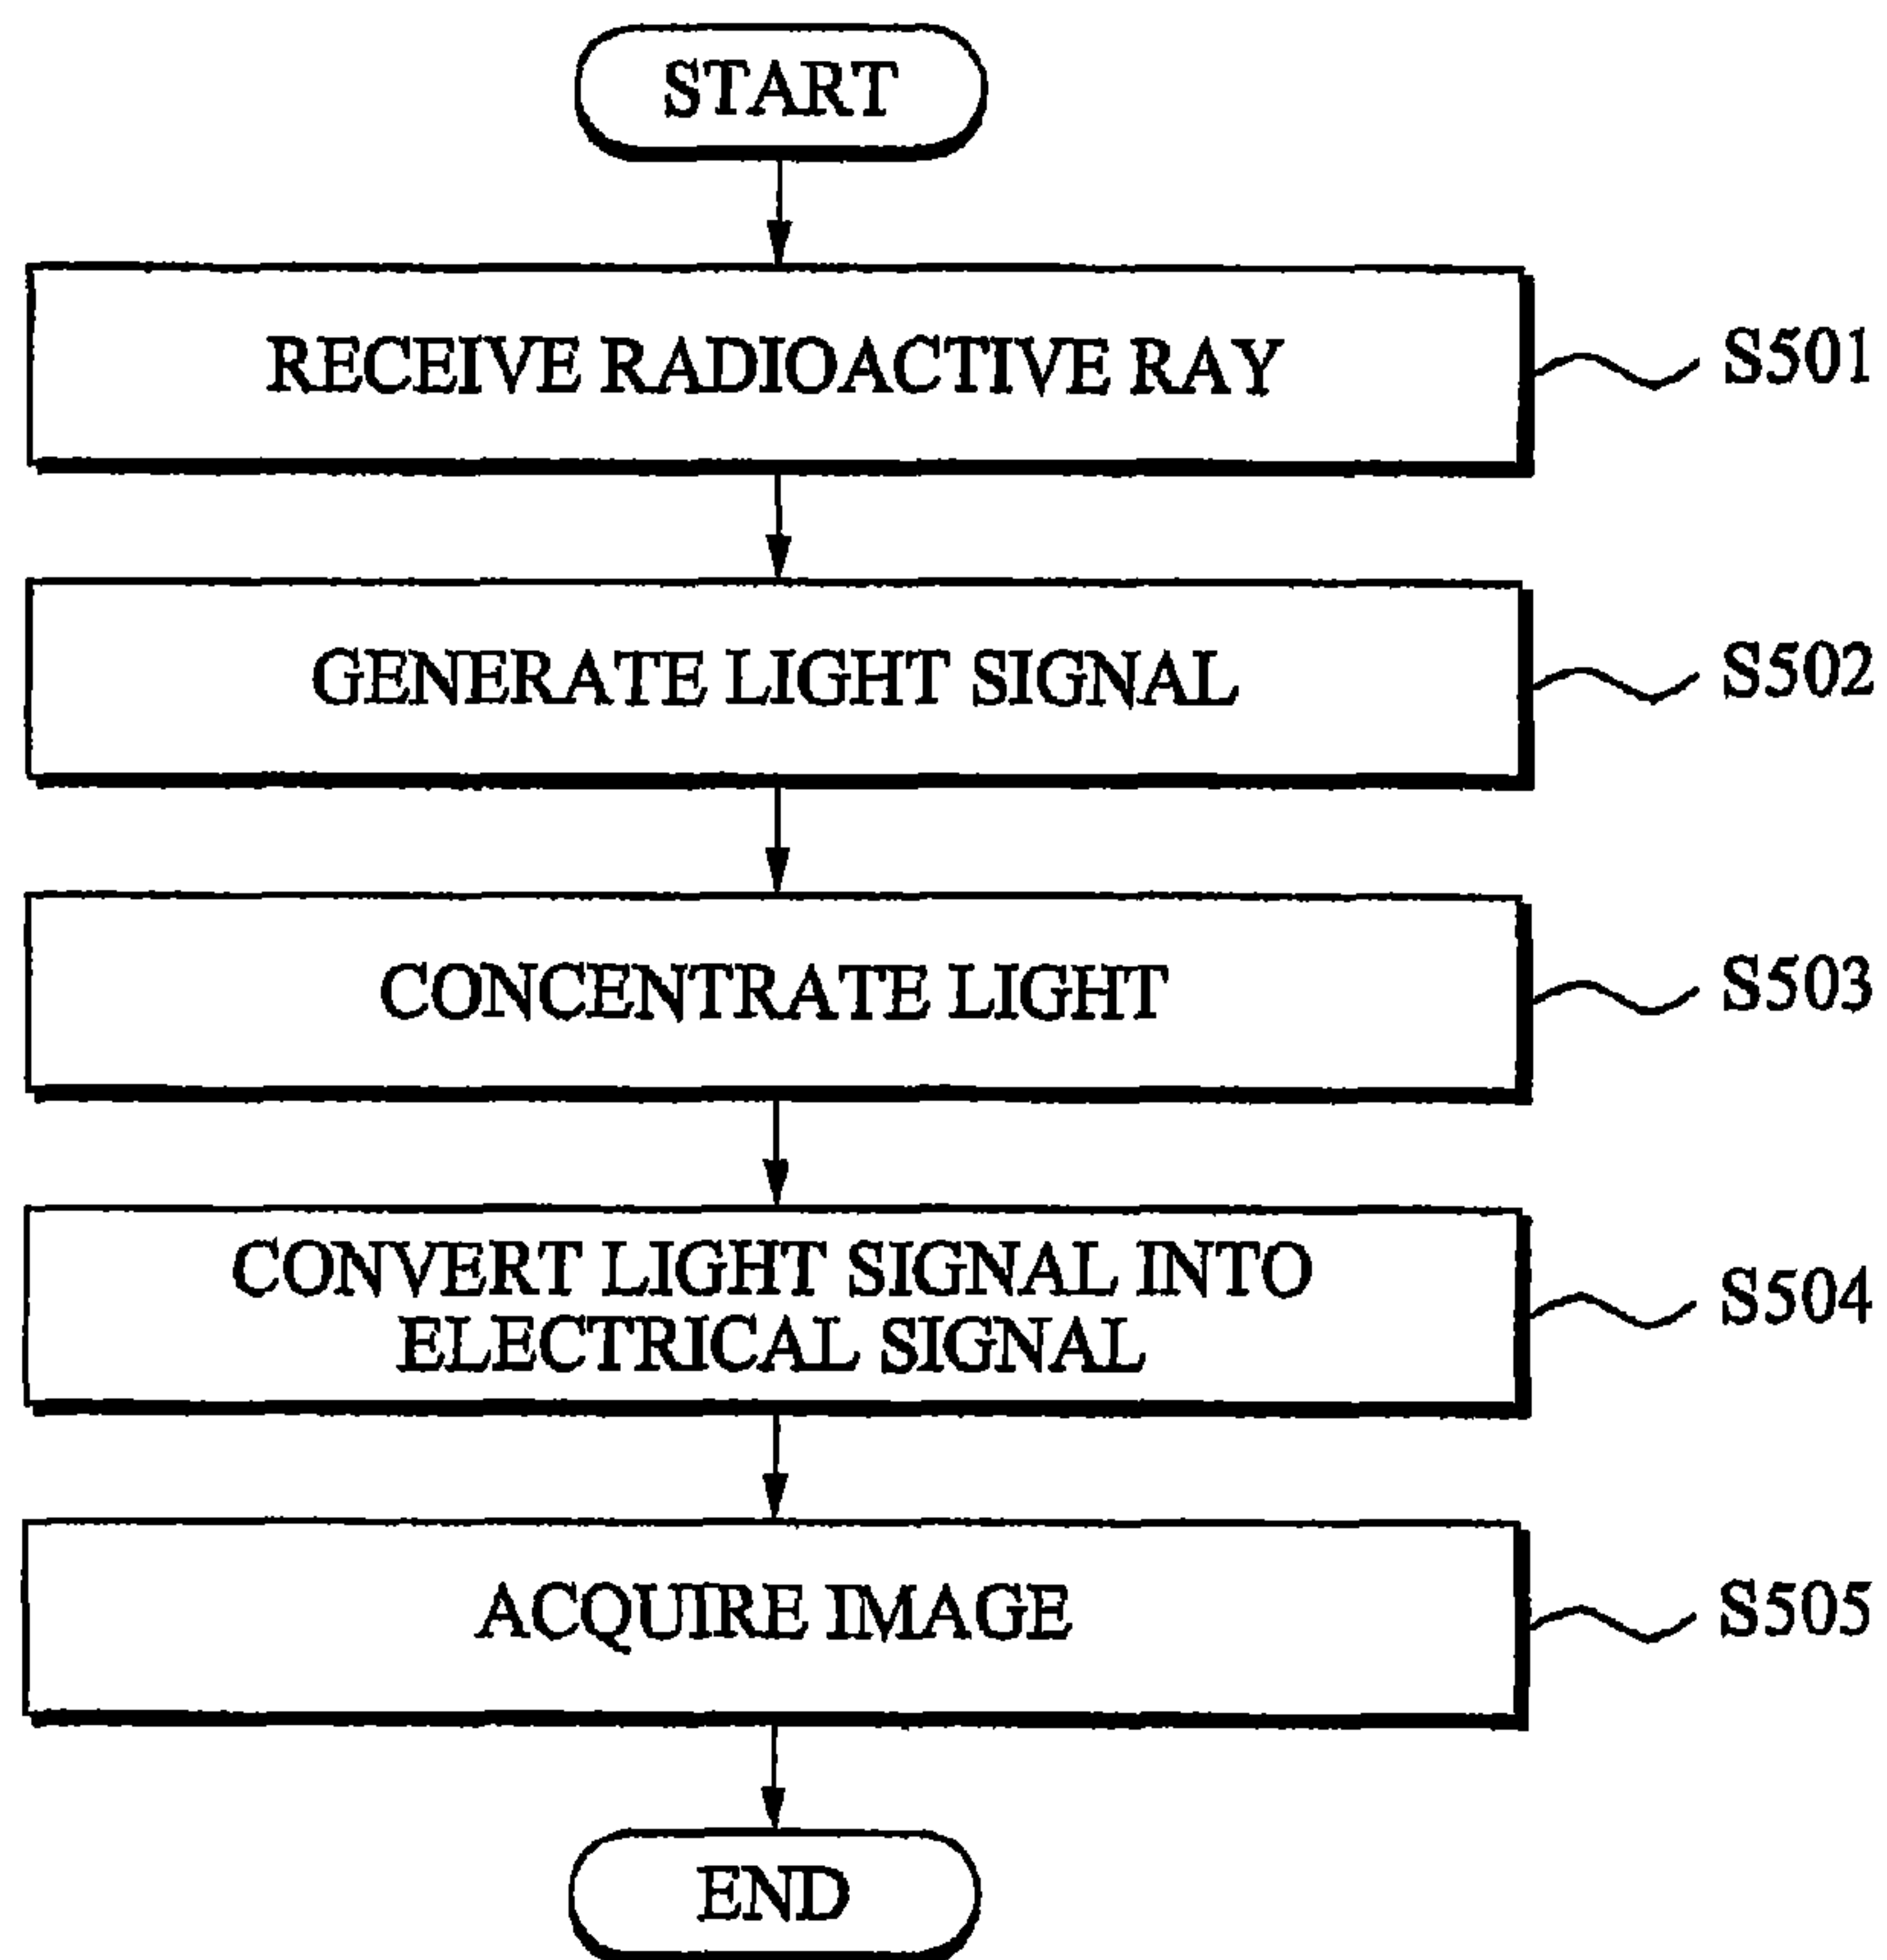 START
RECEIVE RADIOACTIVE RAY
S501
GENERATE LIGHT SIGNAL
S502
CONCENTRATE LIGHT
S503
CONVERT LIGHT SIGNAL INTO
ELECTRICAL SIGNAL
S504
ACQUIRE IMAGE
S505
END